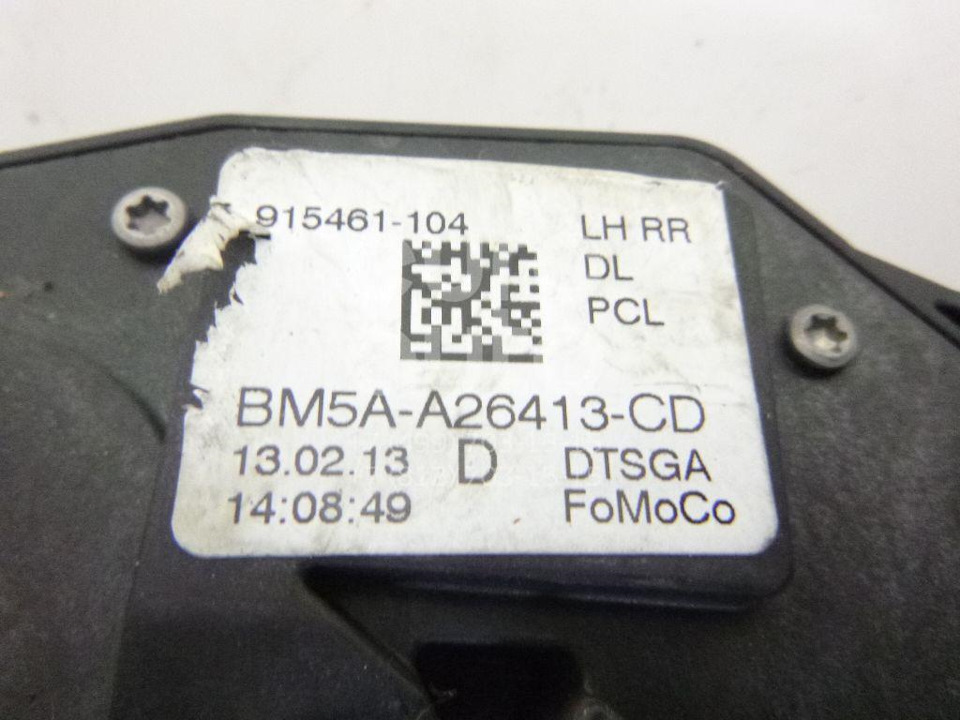 915461-104 LH RR
DL
PCL
BM5A-A26413-CD
13.02.13 D DTSGA
14:08:49 FoMoCo